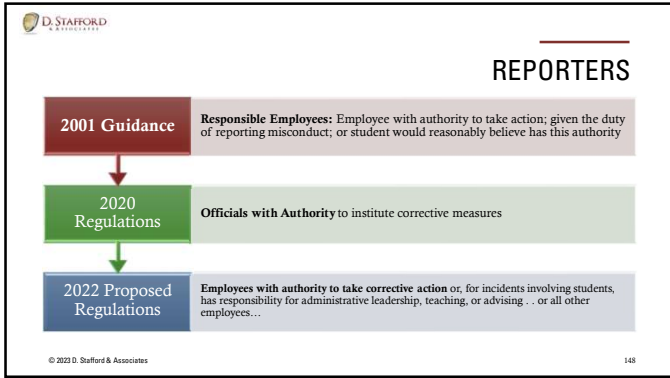 D. STAFFORD
& ASSOCIATES
REPORTERS
2001 Guidance
Responsible Employees: Employee with authority to take action; given the duty
of reporting misconduct; or student would reasonably believe has this authority
2020
Regulations
Officials with Authority to institute corrective measures
2022 Proposed
Regulations
Employees with authority to take corrective action or, for incidents involving students,
has responsibility for administrative leadership, teaching, or advising . . or all other
employees…
© 2023 D. Stafford & Associates
148